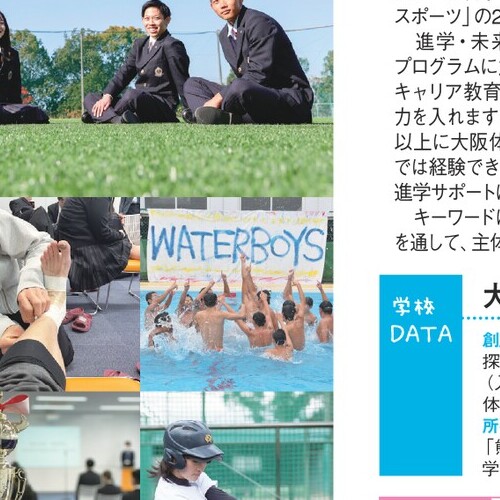 スポーツ」の2
進学・未来
プログラムに
キャリア教育
力を入れます
以上に大阪体
では経験でき
進学サポートは
キーワードに
を通して、主体
WATERBOYS
学校
DATA
創
探
（
体
所
「
学